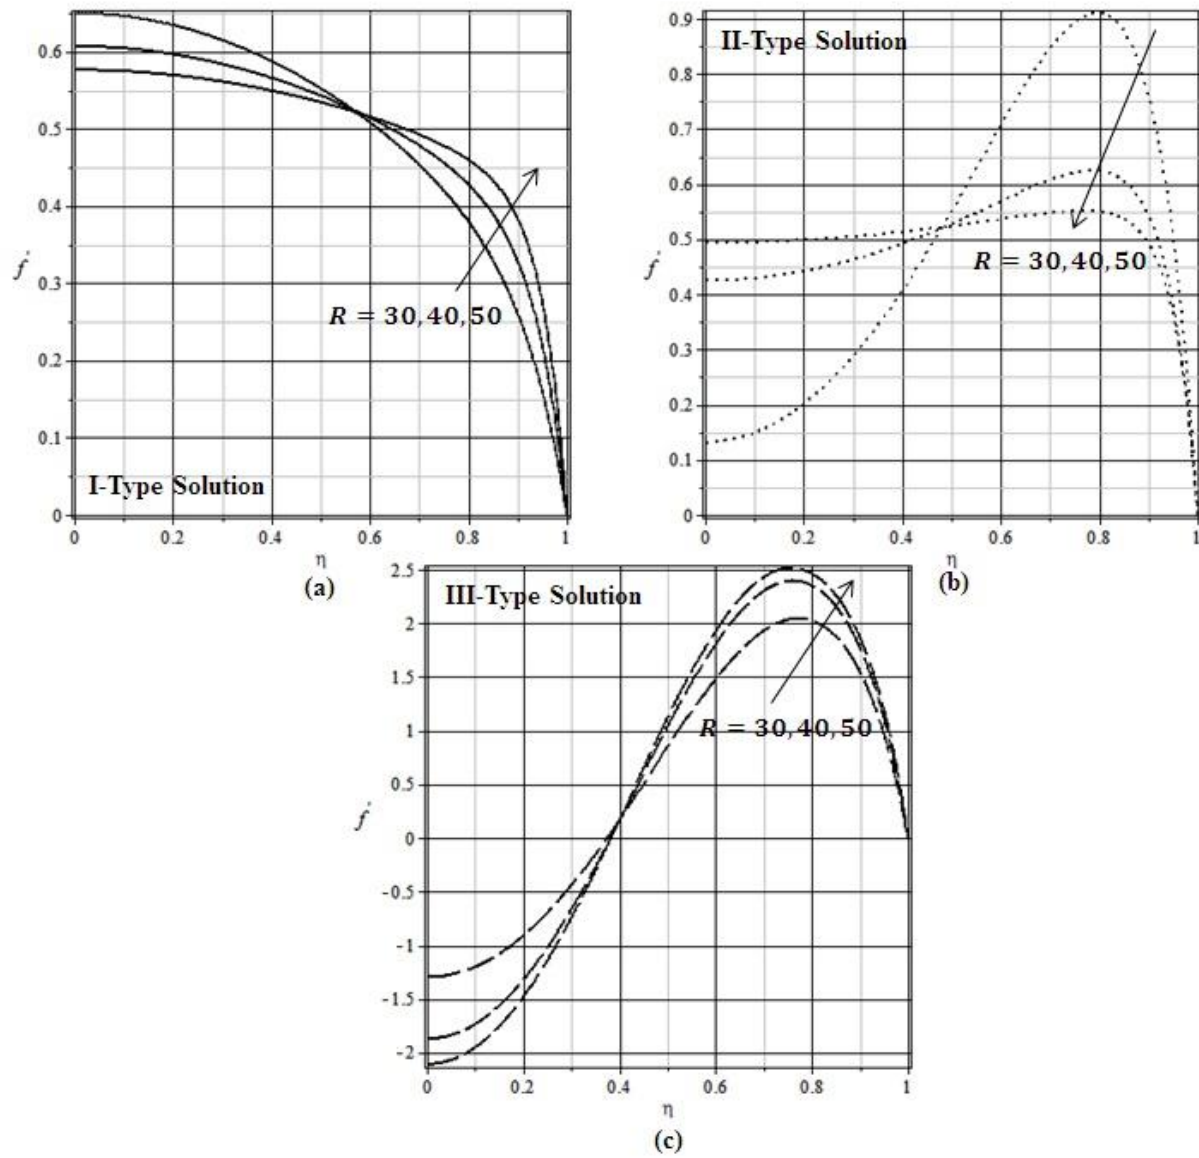 0.6
0.5
0.4
0.3
0.2
0.1
0
R = 30, 40, 50
I-Type Solution
0 0.2 0.4 0.6 0.8 1
η
(a)
II-Type Solution
0.9
0.8
0.7
0.6
0.5
0.4
0.3
0.2
0.1
0
R = 30, 40, 50
0 0.2 0.4 0.6 0.8 1
η
(b)
III-Type Solution
2.5
2
1.5
1
0.5
0
-0.5
-1
-1.5
-2
R = 30, 40, 50
f'
0 0.2 0.4 0.6 0.8 1
η
(c)